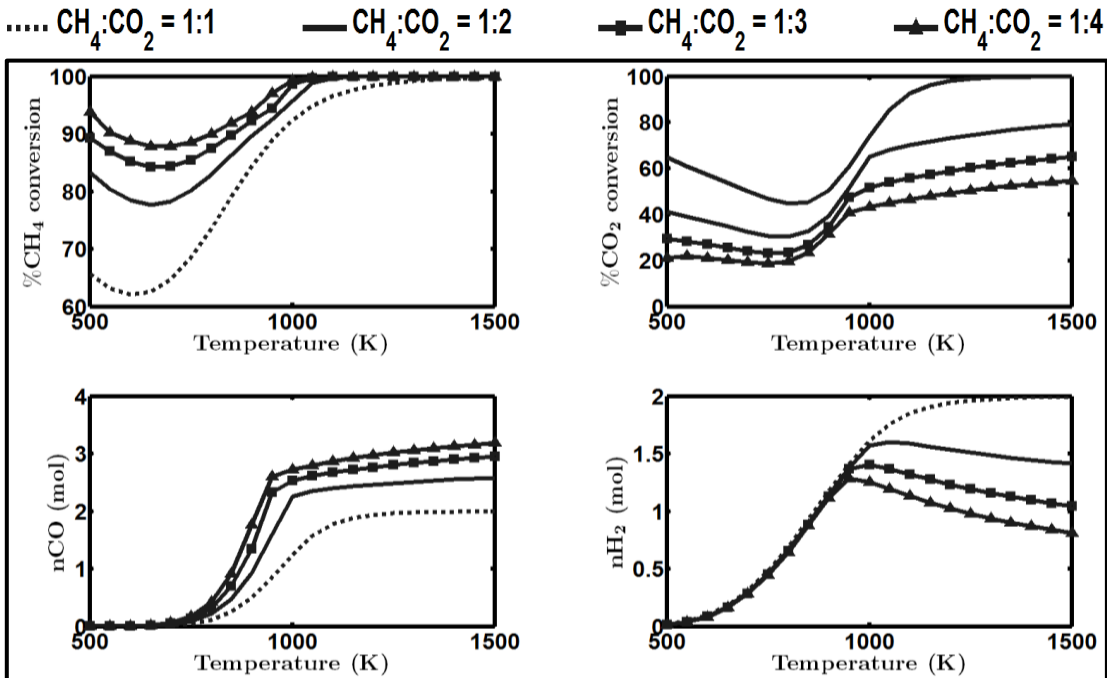 CH4:CO2 = 1:1 CH4:CO2 = 1:2 CH4:CO2 = 1:3 CH4:CO2 = 1:4
%CH4 conversion
100
90
80
70
60
500 1000 1500
Temperature (K)
%CO2 conversion
100
80
60
40
20
0
500 1000 1500
Temperature (K)
nCO (mol)
4
3
2
1
0
500 1000 1500
Temperature (K)
nH2 (mol)
2
1.5
1
0.5
0
500 1000 1500
Temperature (K)